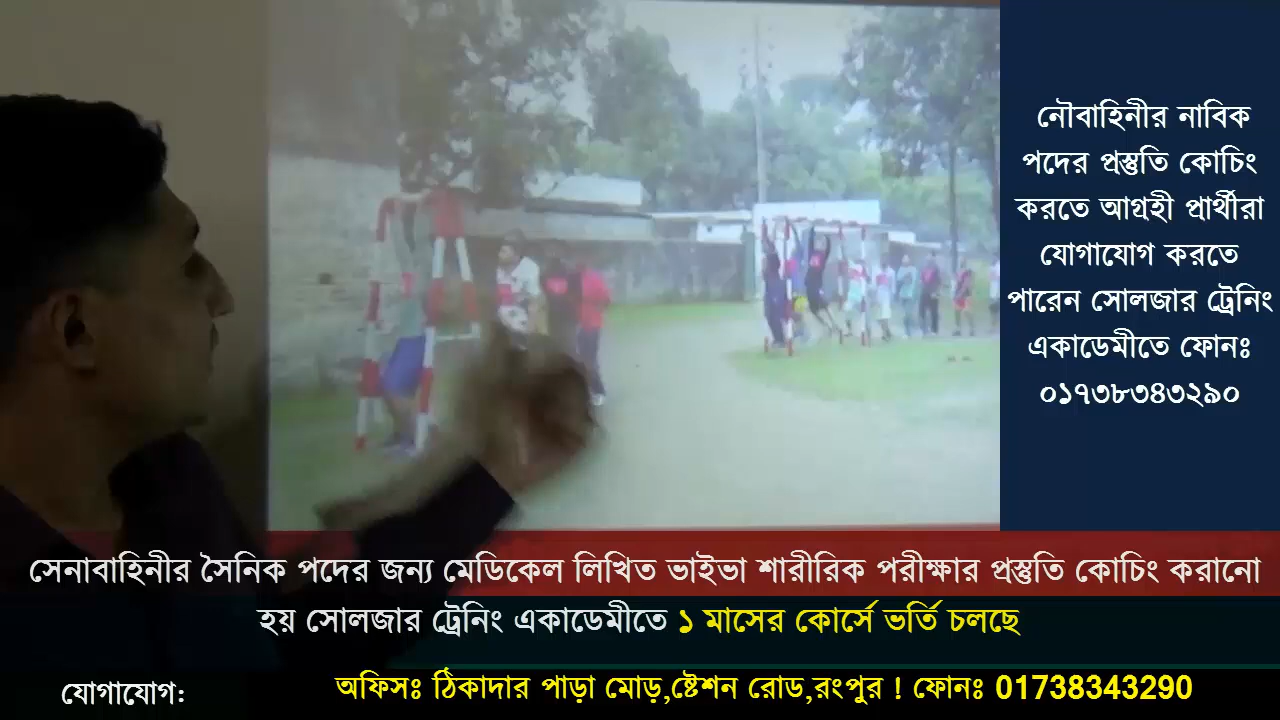 নৌবাহিনীর নাবিক
পদের প্রস্তুতি কোচিং
করতে আগ্রহী প্রার্থীরা
যোগাযোগ করতে
পারেন সোলজার ট্রেনিং
একাডেমীতে ফোনঃ
০১৭৩৮৩৪৩২৯০
সেনাবাহিনীর সৈনিক পদের জন্য মেডিকেল লিখিত ভাইভা শারীরিক পরীক্ষার প্রস্তুতি কোচিং করানো
হয় সোলজার ট্রেনিং একাডেমীতে ১ মাসের কোর্সে ভর্তি চলছে
যোগাযোগ: অফিসঃ ঠিকাদার পাড়া মোড়,ষ্টেশন রোড,রংপুর ! ফোনঃ 01738343290